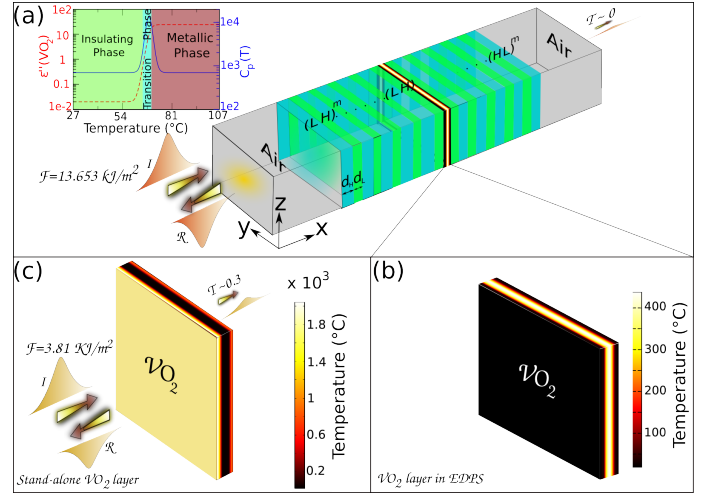 (a)
1e2
10
1
0.1
1e-2
ε"(VO2)
Insulating
Phase
Transition Phase
Metallic
Phase
1e4
1e3
1e2
Cp(T)
27
61
81
107
Temperature (°C)
T~ 0
Air
(HL)^m
(LH)
(LH)^m
Air
I
F=13.653 kJ/m²
R
dH dL
z
y
x
(c)
T~0.3
F=3.81 KJ/m²
I
R
VO2
Stand-alone VO2 layer
x 10³
1.8
1.4
1
0.6
0.2
Temperature (°C)
(b)
VO2
VO2 layer in EDPS
400
300
200
100
Temperature (°C)